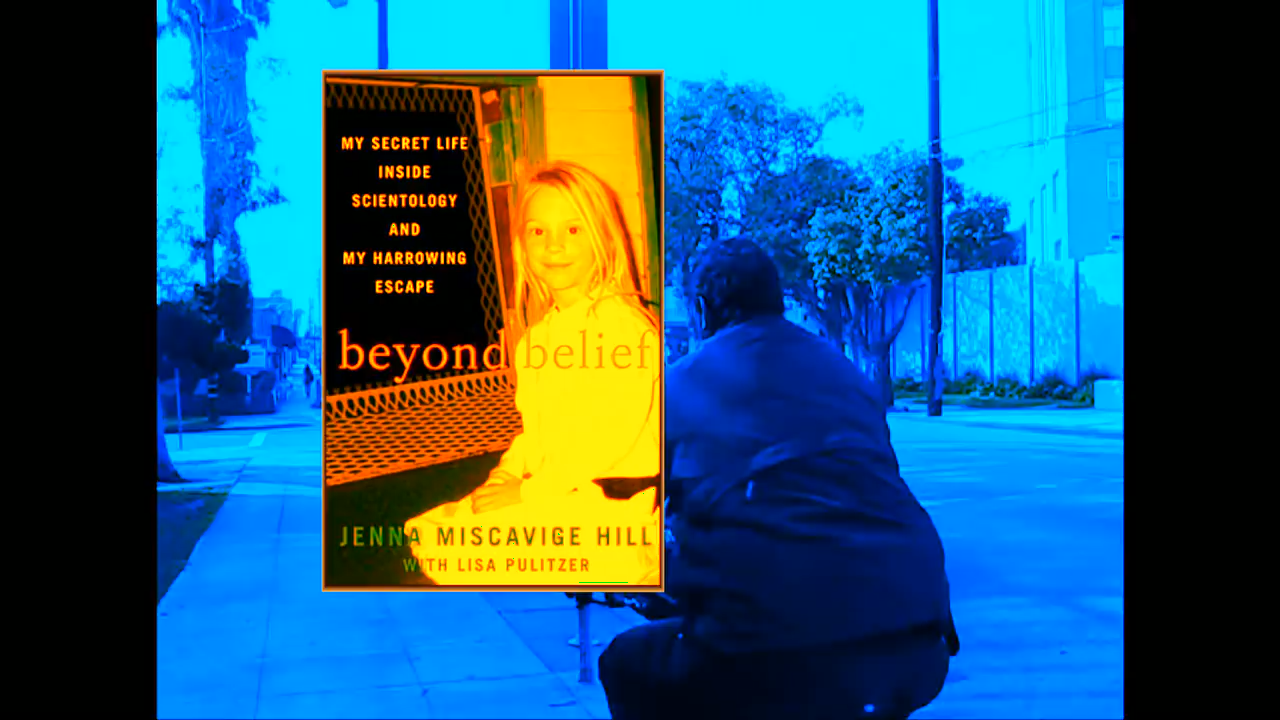 MY SECRET LIFE
INSIDE
SCIENTOLOGY
AND
MY HARROWING
ESCAPE
beyond belief
JENNA MISCAVIGE HILL
WITH LISA PULITZER